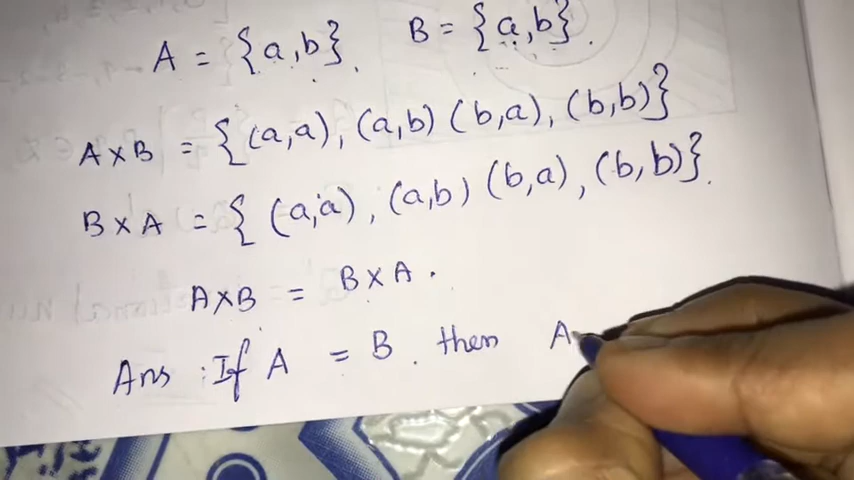 A = {a,b}. B = {a,b}.
A×B = {(a,a), (a,b) (b,a), (b,b)}
B×A = {(a,a), (a,b) (b,a), (b,b)}.
A×B = B×A.
Ans : If A = B. then A